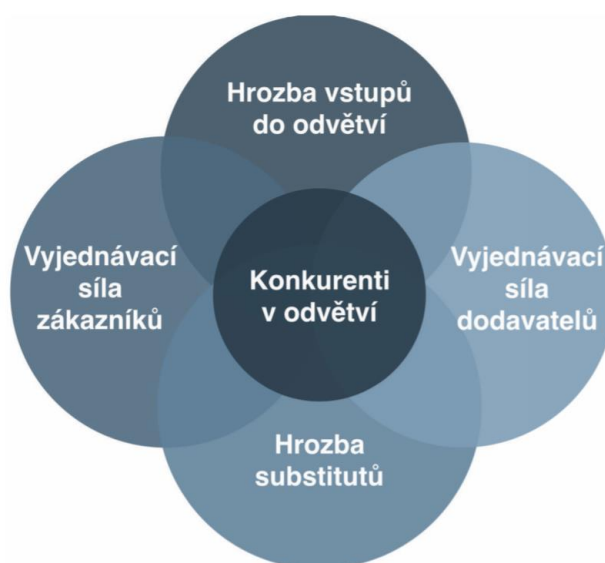 Hrozba vstupů
do odvětví
Vyjednávací
síla
zákazníků
Konkurenti
v odvětví
Vyjednávací
síla
dodavatelů
Hrozba
substitutů